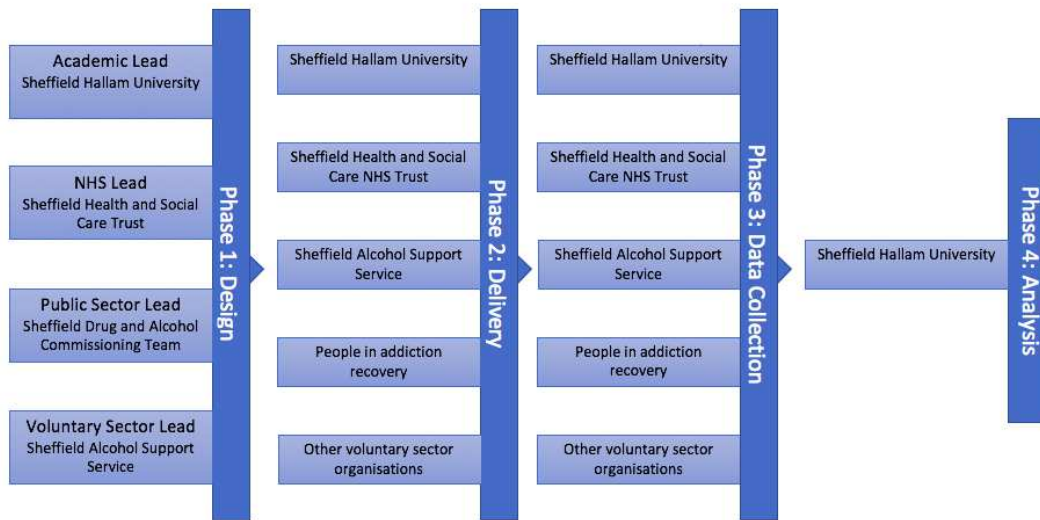 Academic Lead
Sheffield Hallam University
NHS Lead
Sheffield Health and Social
Care Trust
Public Sector Lead
Sheffield Drug and Alcohol
Commissioning Team
Voluntary Sector Lead
Sheffield Alcohol Support
Service
Phase 1: Design
Sheffield Hallam University
Sheffield Health and Social
Care NHS Trust
Sheffield Alcohol Support
Service
People in addiction
recovery
Other voluntary sector
organisations
Phase 2: Delivery
Sheffield Hallam University
Sheffield Health and Social
Care NHS Trust
Sheffield Alcohol Support
Service
People in addiction
recovery
Other voluntary sector
organisations
Phase 3: Data Collection
Sheffield Hallam University
Phase 4: Analysis